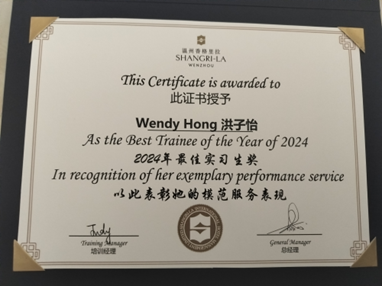 温州香格里拉
SHANGRI-LA
WENZHOU
This Certificate is awarded to
此证书授予
Wendy Hong 洪子怡
As the Best Trainee of the Year of 2024
2024年最佳实习生奖
In recognition of her exemplary performance service
以此表彰她的模范服务表现
Judy
Training Manager
培训经理
General Manager
总经理